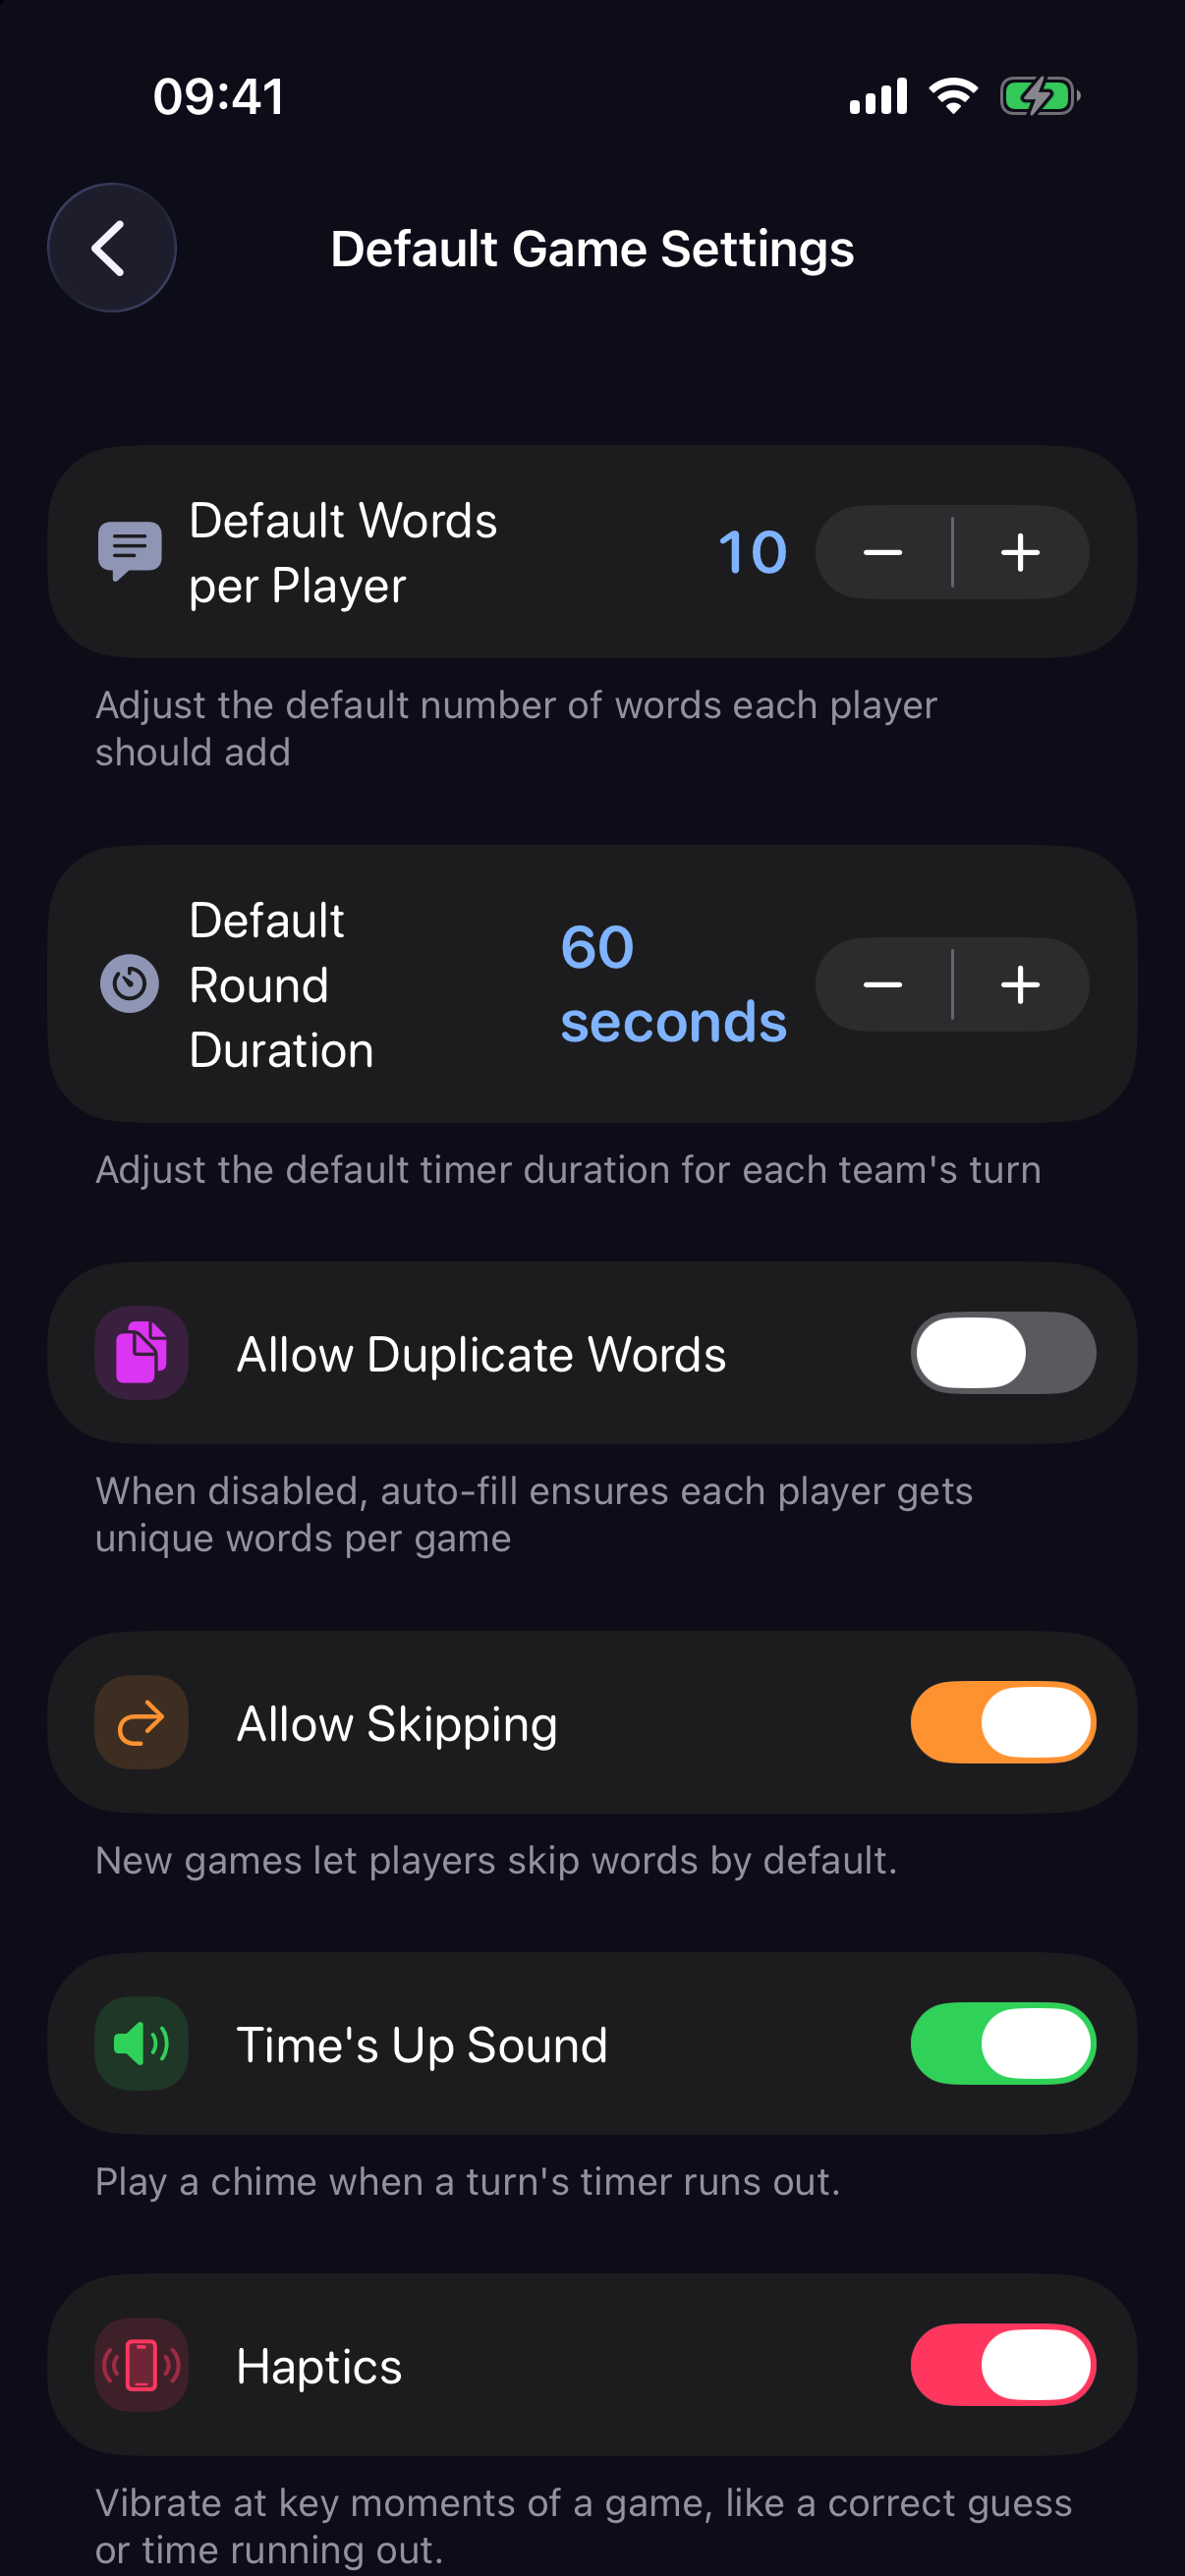 09:41
Default Game Settings
Default Words
per Player
10
Adjust the default number of words each player
should add
Default
Round
Duration
60
seconds
Adjust the default timer duration for each team's turn
Allow Duplicate Words
When disabled, auto-fill ensures each player gets
unique words per game
Allow Skipping
New games let players skip words by default.
Time's Up Sound
Play a chime when a turn's timer runs out.
Haptics
Vibrate at key moments of a game, like a correct guess
or time running out.